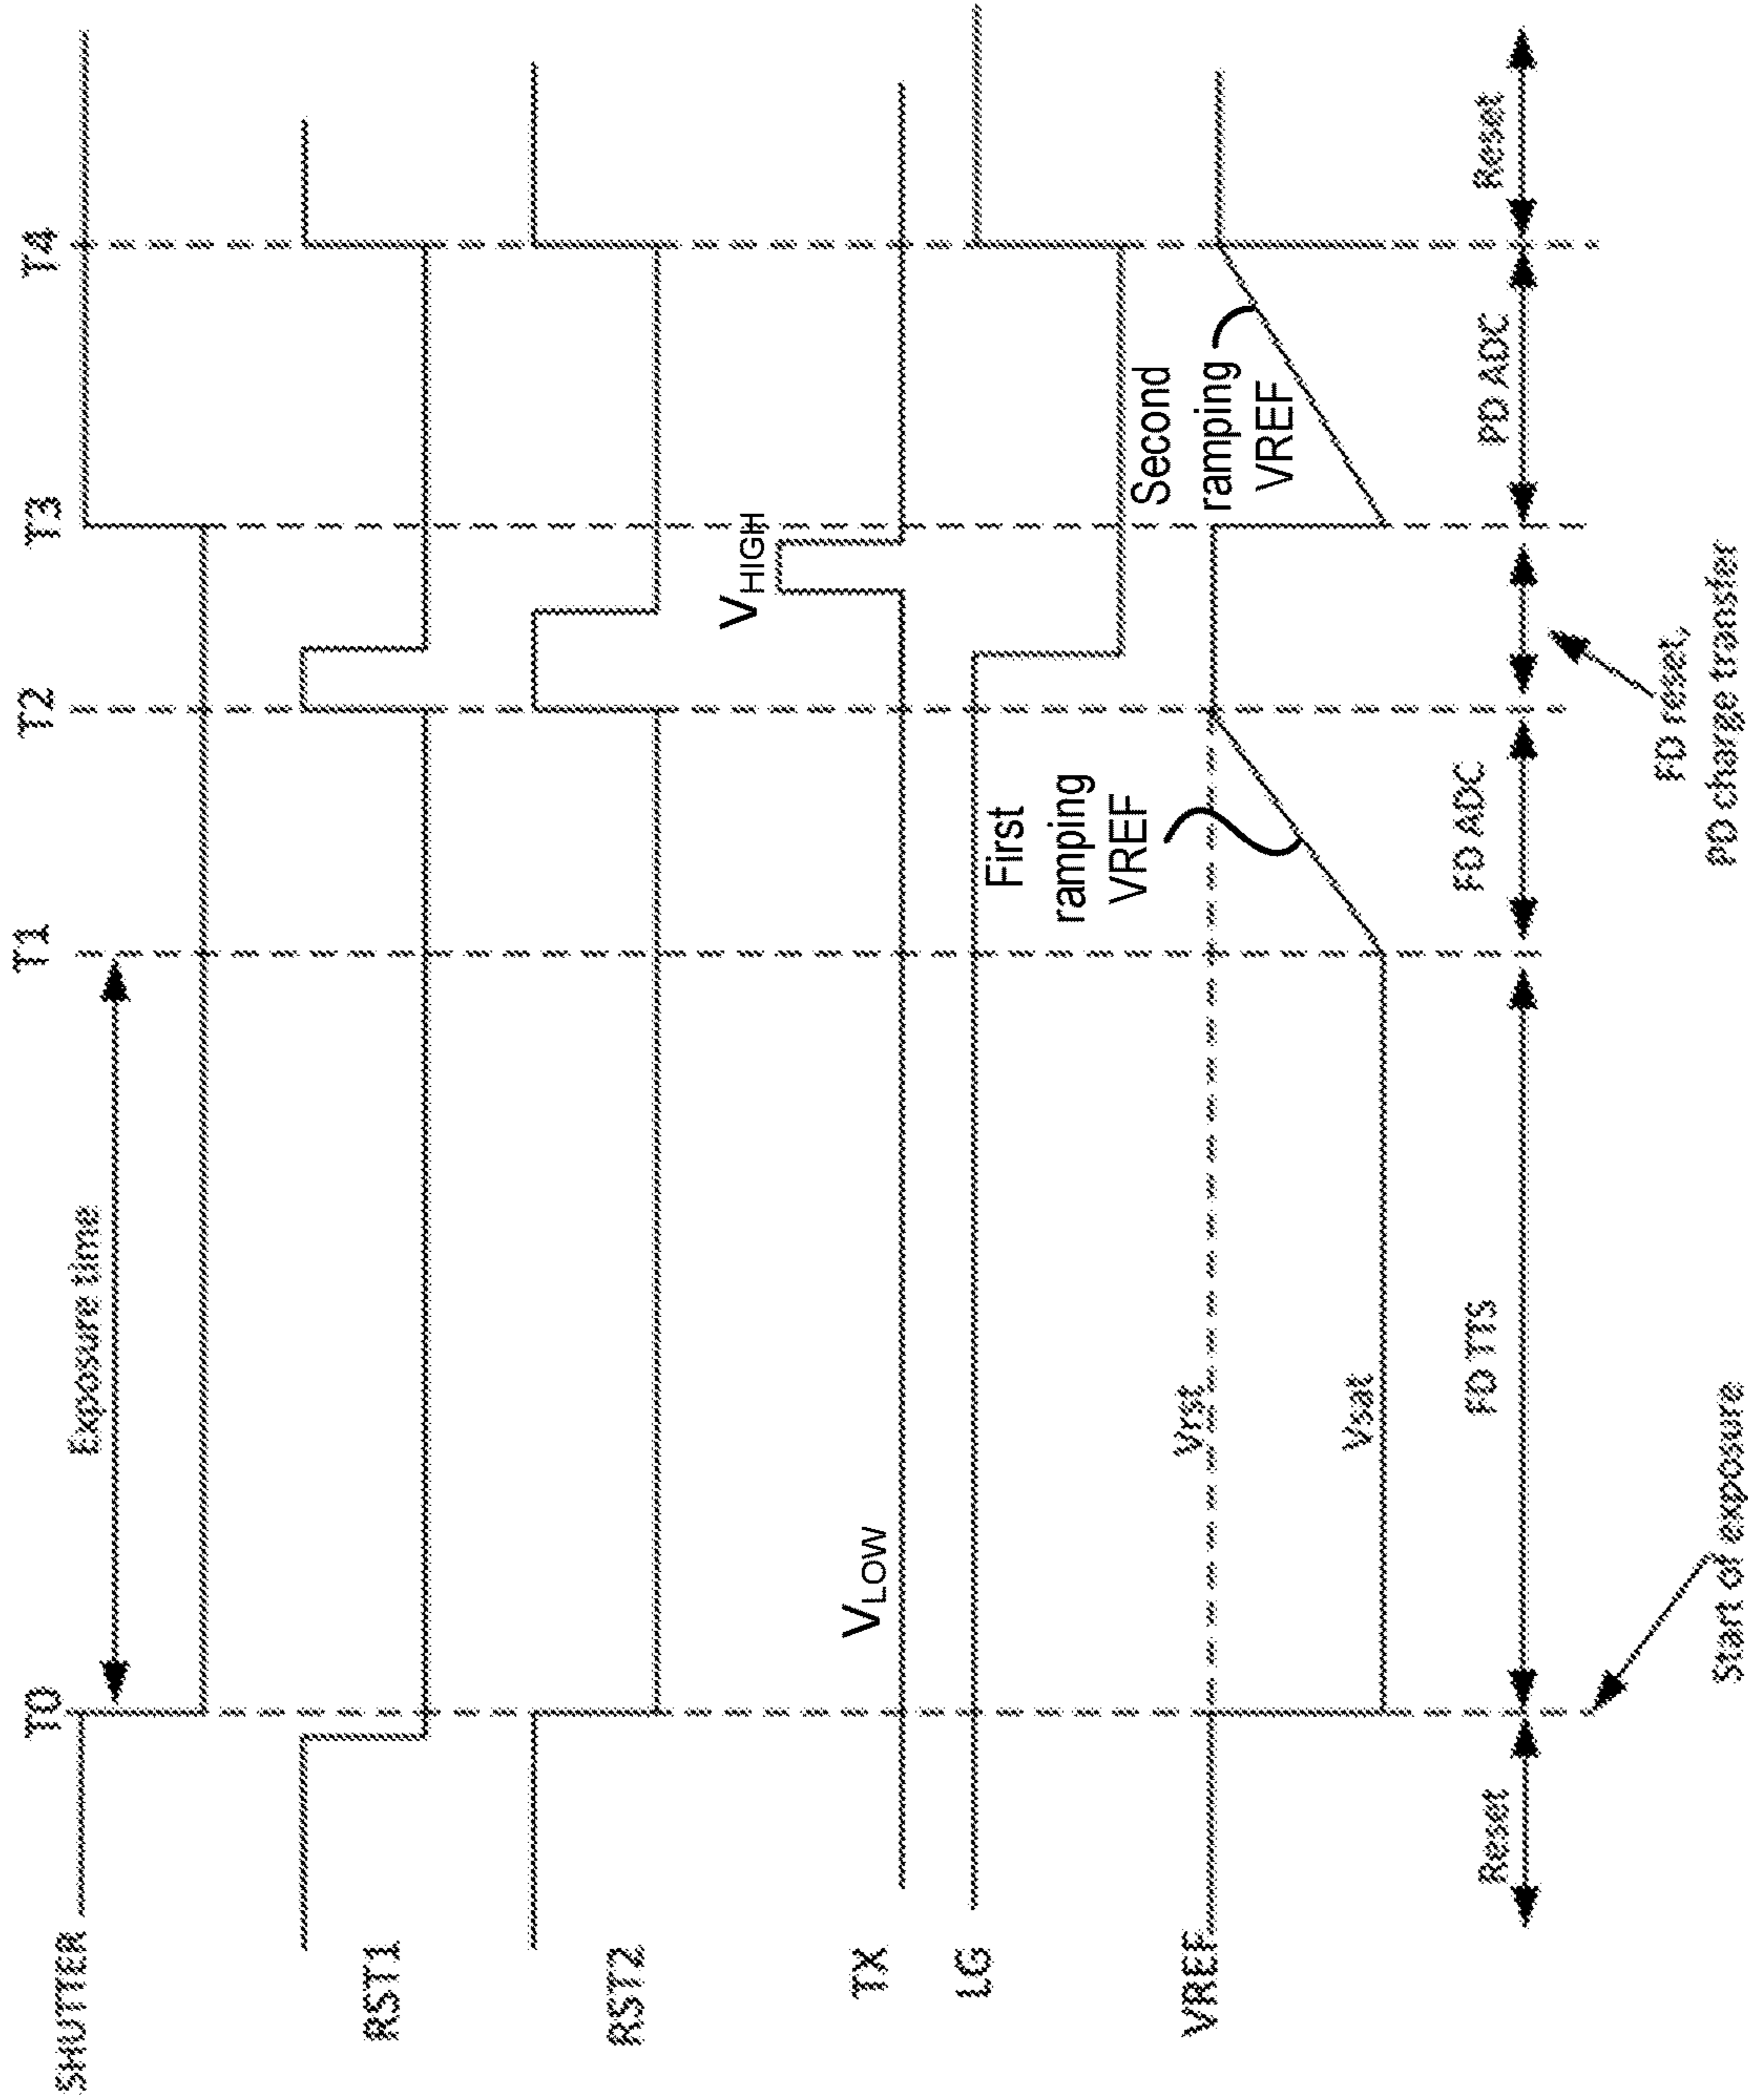 T0
T1
T2
T3
T4
SHUTTER
Exposure time
RST1
RST2
TX
V_LOW
V_HIGH
LG
First
ramping
VREF
Second
ramping
VREF
VREF
Vrst
Vsat
Reset
FD TTS
FD ADC
PD ADC
Reset
Start of exposure
FD reset,
PD charge transfer